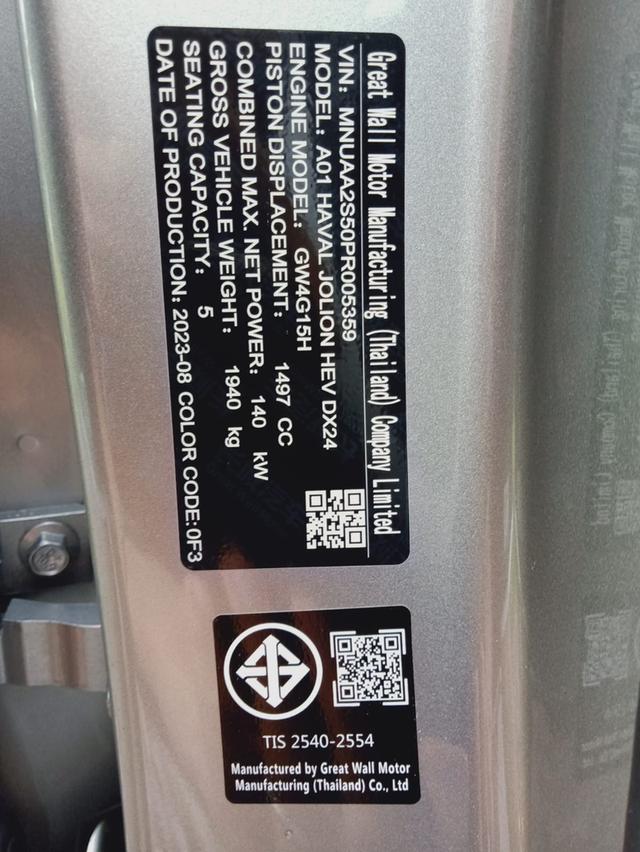 Great Wall Motor Manufacturing (Thailand) Company Limited
VIN: MNUAA2S50PR005359
MODEL: A01 HAVAL JOLION HEV DX24
ENGINE MODEL: GW4G15H
PISTON DISPLACEMENT: 1497 CC
COMBINED MAX. NET POWER: 140 kW
GROSS VEHICLE WEIGHT: 1940 kg
SEATING CAPACITY: 5
DATE OF PRODUCTION: 2023-08 COLOR CODE: 0F3
TIS 2540-2554
Manufactured by Great Wall Motor
Manufacturing (Thailand) Co., Ltd